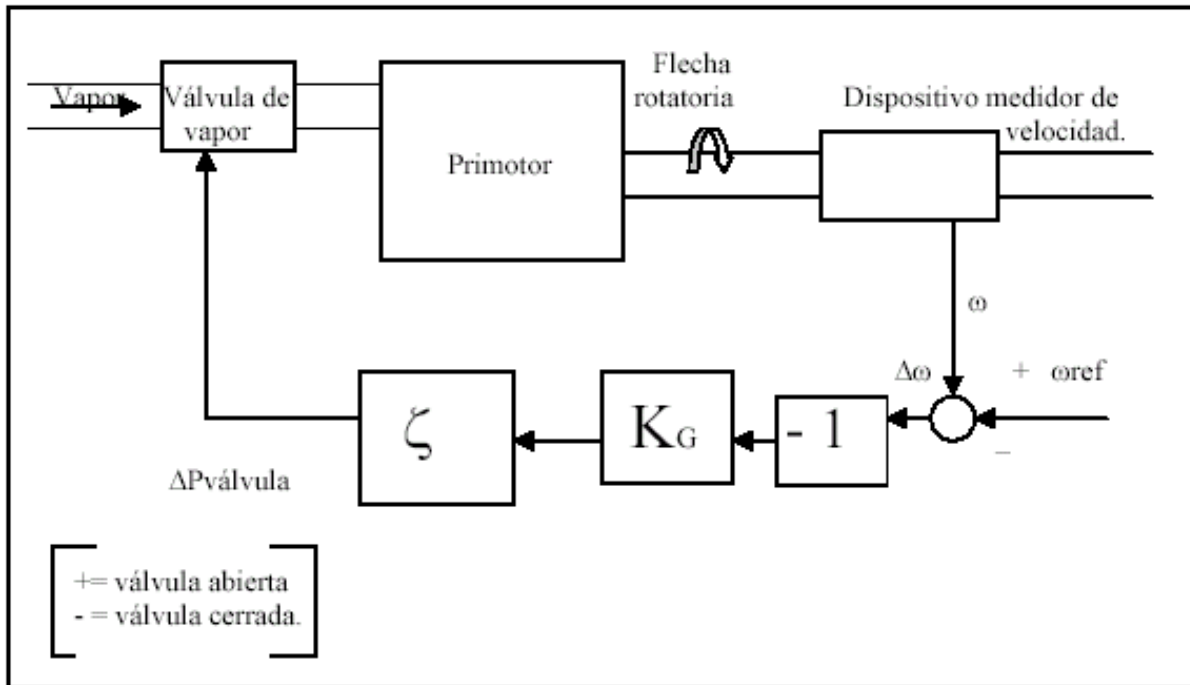 Vapor
Válvula de
vapor
Primotor
Flecha
rotatoria
Dispositivo medidor de
velocidad.
ω
Δω
+ ωref
–
- 1
KG
ζ
ΔPválvula
+= válvula abierta
- = válvula cerrada.